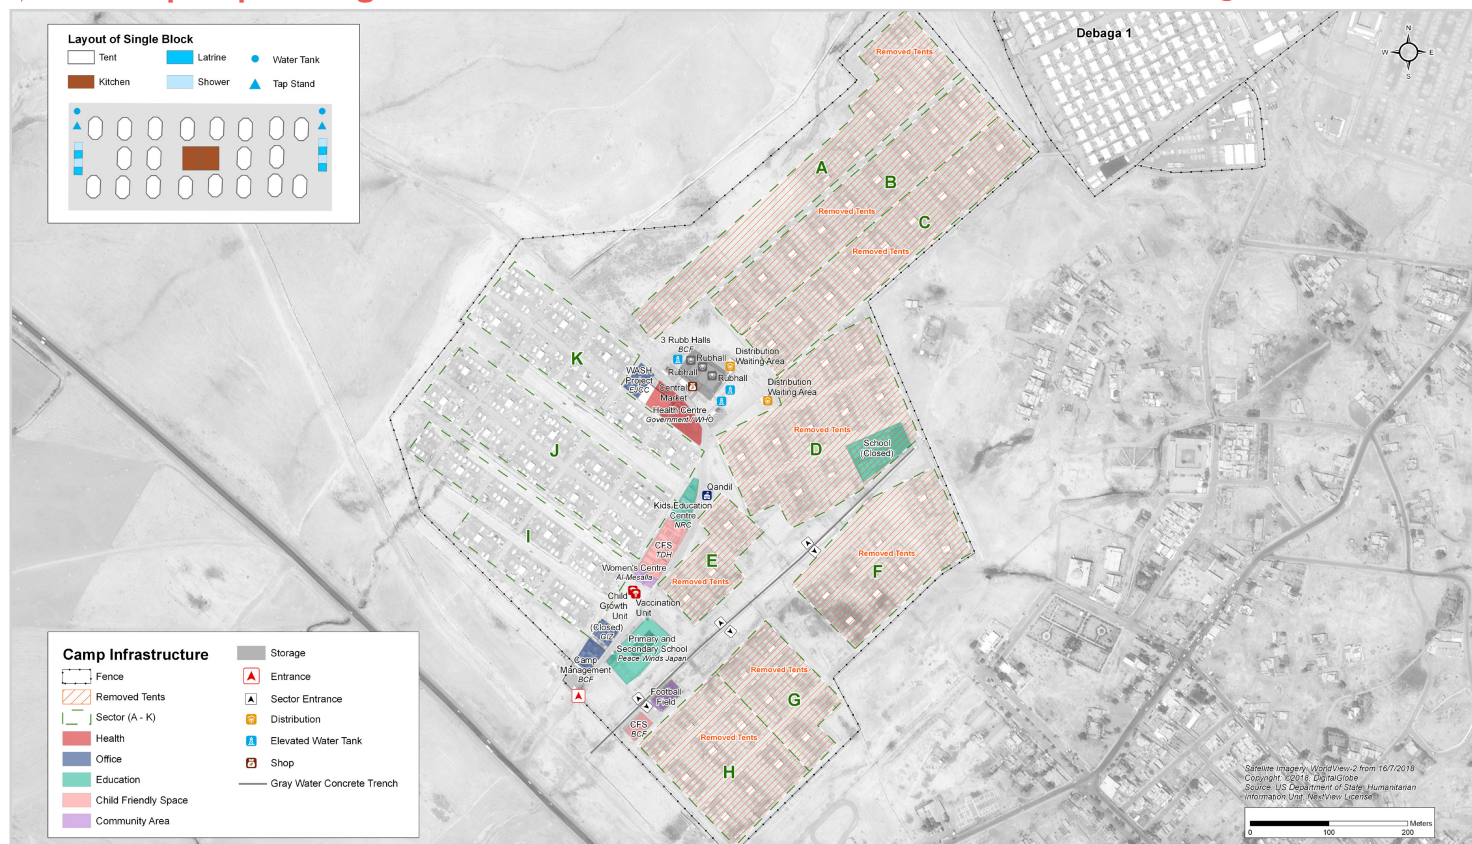 Layout of Single Block
Tent
Latrine
Water Tank
Kitchen
Shower
Tap Stand
Debaga 1
N
W
E
S
Removed Tents
A
B
Removed Tents
C
Removed Tents
K
3 Rubb Halls
BCF
Rubhall
Rubhall
Rubhall
Distribution
Waiting Area
Distribution
Waiting Area
WASH
Project
EJCC
Central
Market
Health Centre
Government / WHO
Removed Tents
D
School
(Closed)
J
Qandil
Kids Education
Centre
NRC
I
CFS
TDH
E
Removed Tents
Removed Tents
F
Women's Centre
Al-Mesalla
Child
Growth
Unit
Vaccination
Unit
(Closed)
GIZ
Primary and
Secondary School
Peace Winds Japan
Camp
Management
BCF
Football
Field
CFS
BCF
Removed Tents
G
Removed Tents
H
Camp Infrastructure
Fence
Removed Tents
Sector (A - K)
Health
Office
Education
Child Friendly Space
Community Area
Storage
Entrance
Sector Entrance
Distribution
Elevated Water Tank
Shop
Gray Water Concrete Trench
Satellite Imagery: WorldView-2 from 16/7/2018
Copyright: ©2018, DigitalGlobe
Source: US Department of State, Humanitarian
Information Unit, NextView License
Meters
0
100
200